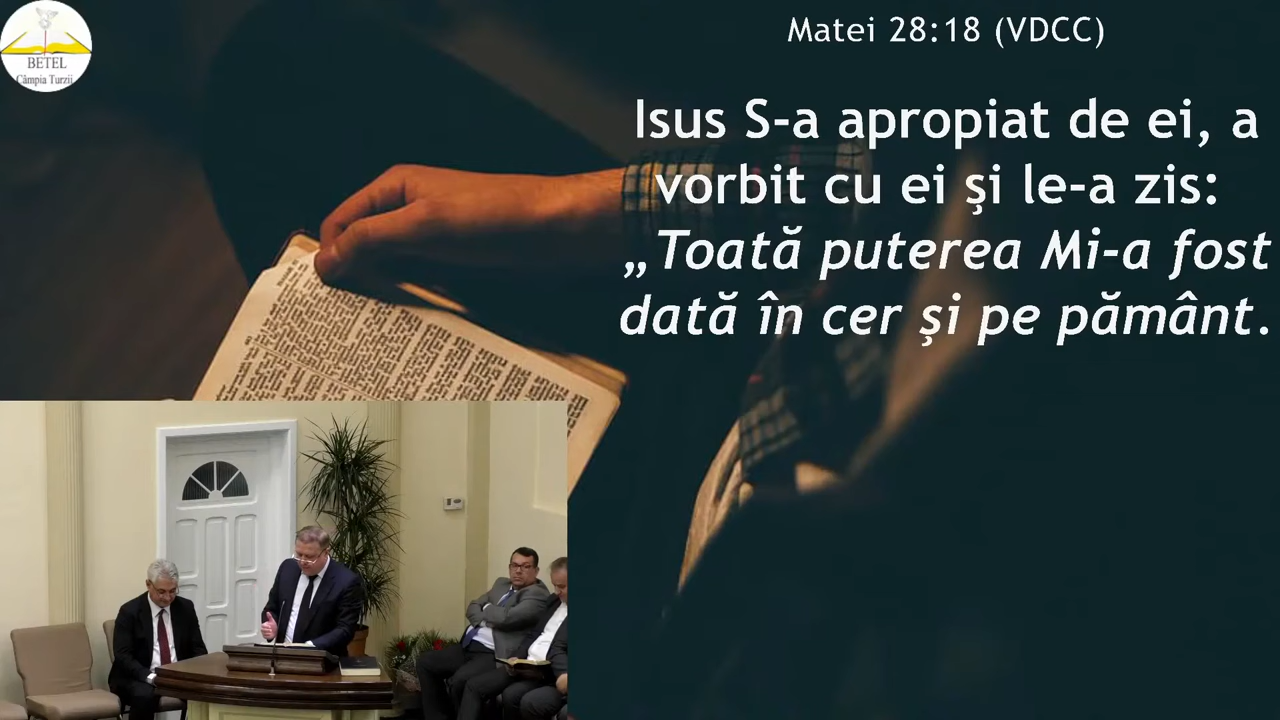 BETEL
Câmpia Turzii
Matei 28:18 (VDCC)
Isus S-a apropiat de ei, a
vorbit cu ei şi le-a zis:
„Toată puterea Mi-a fost
dată în cer şi pe pământ.